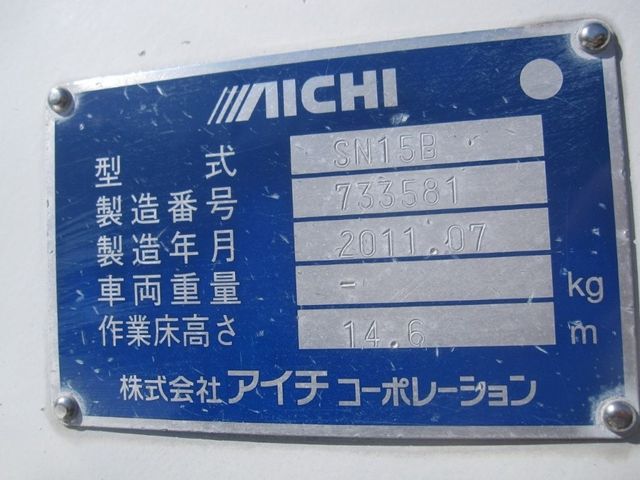 AICHI
型式 SN15B
製造番号 733581
製造年月 2011.07
車両重量 - kg
作業床高さ 14.6 m
株式会社アイチコーポレーション